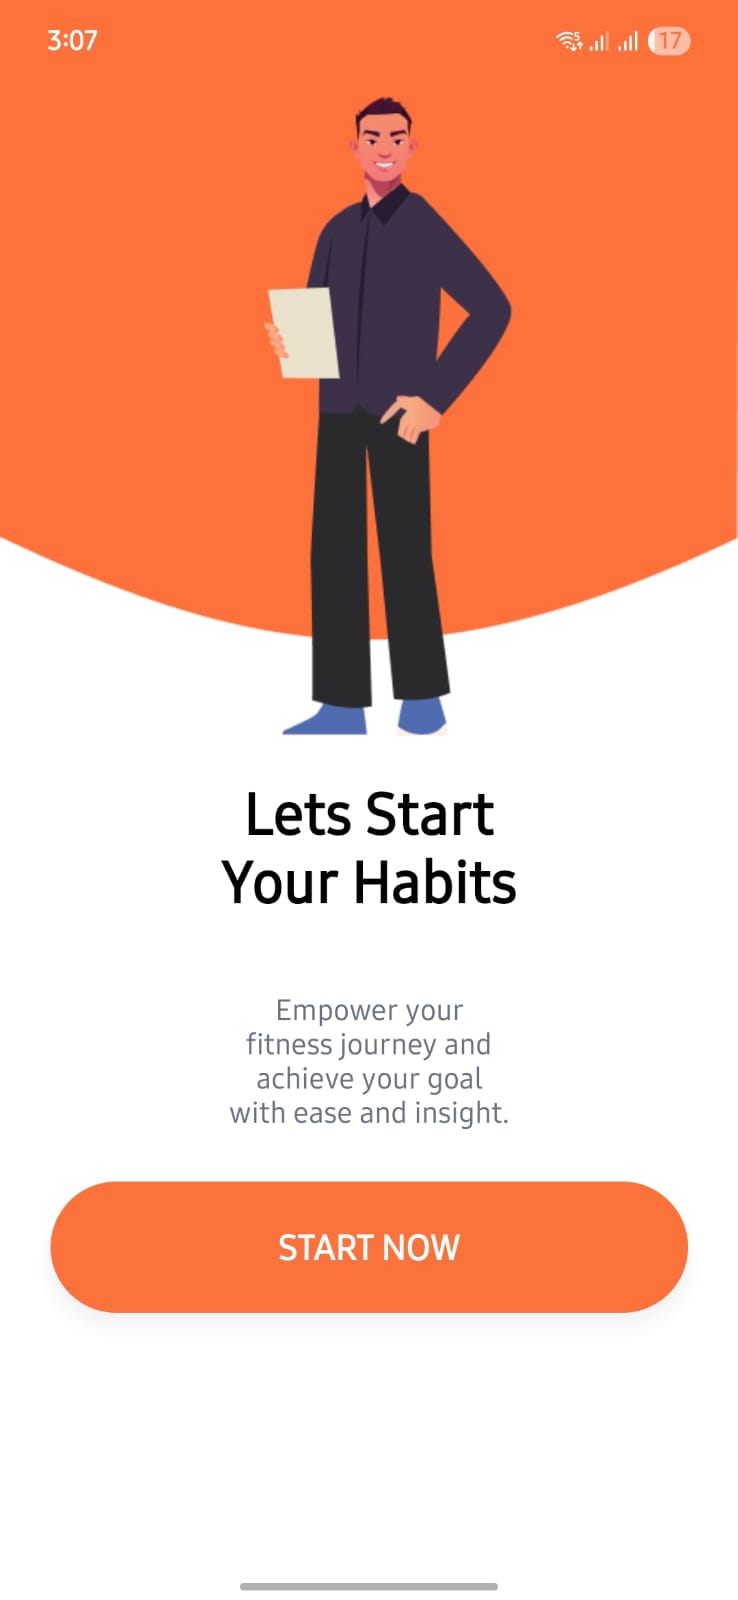 3:07
5
17
Lets Start
Your Habits
Empower your
fitness journey and
achieve your goal
with ease and insight.
START NOW